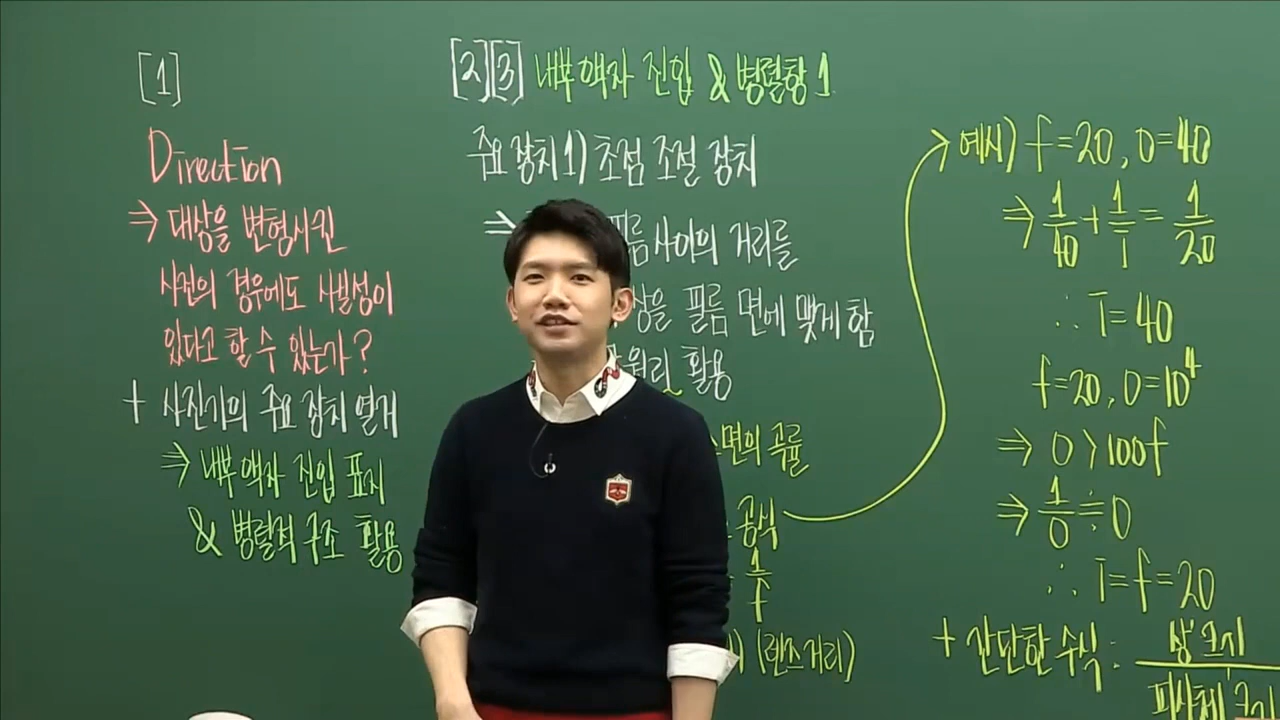 [1]
Direction
⇒ 대상을 변형시킨
사진의 경우에도 사실성이
있다고 할 수 있는가?
+ 사진기의 주요 장치 열거
⇒ 내부 액자 진입 표지
& 병렬적 구조 활용
[2][3] 내부 액자 진입 & 병렬항 1
주요 장치 1) 초점 조절 장치
⇒ 필름 사이의 거리를
상을 필름 면에 맺게 함
원리 활용
면의 곡률
공식
1/f
(렌즈거리)
→ 예시) f=20, O=40
⇒ 1/40 + 1/I = 1/20
∴ I=40
f=20, O=10⁴
⇒ O>100f
⇒ 1/O ≑ 0
∴ I=f=20
+ 간단한 수식: 상 크기/피사체 크기